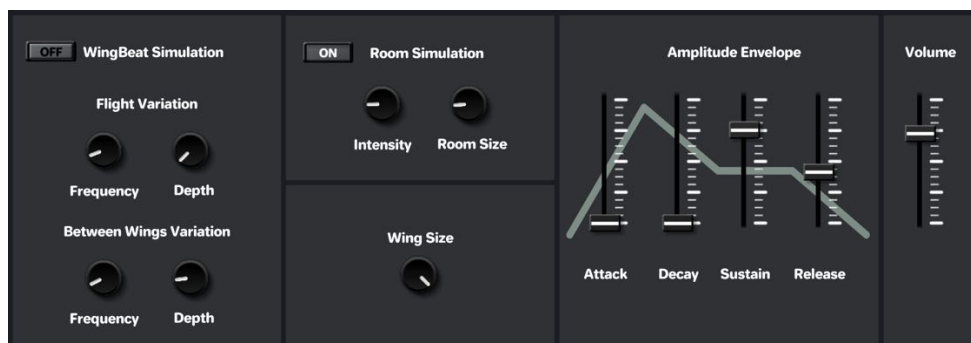 OFF WingBeat Simulation
Flight Variation
Frequency Depth
Between Wings Variation
Frequency Depth
ON Room Simulation
Intensity Room Size
Wing Size
Amplitude Envelope
Attack Decay Sustain Release
Volume